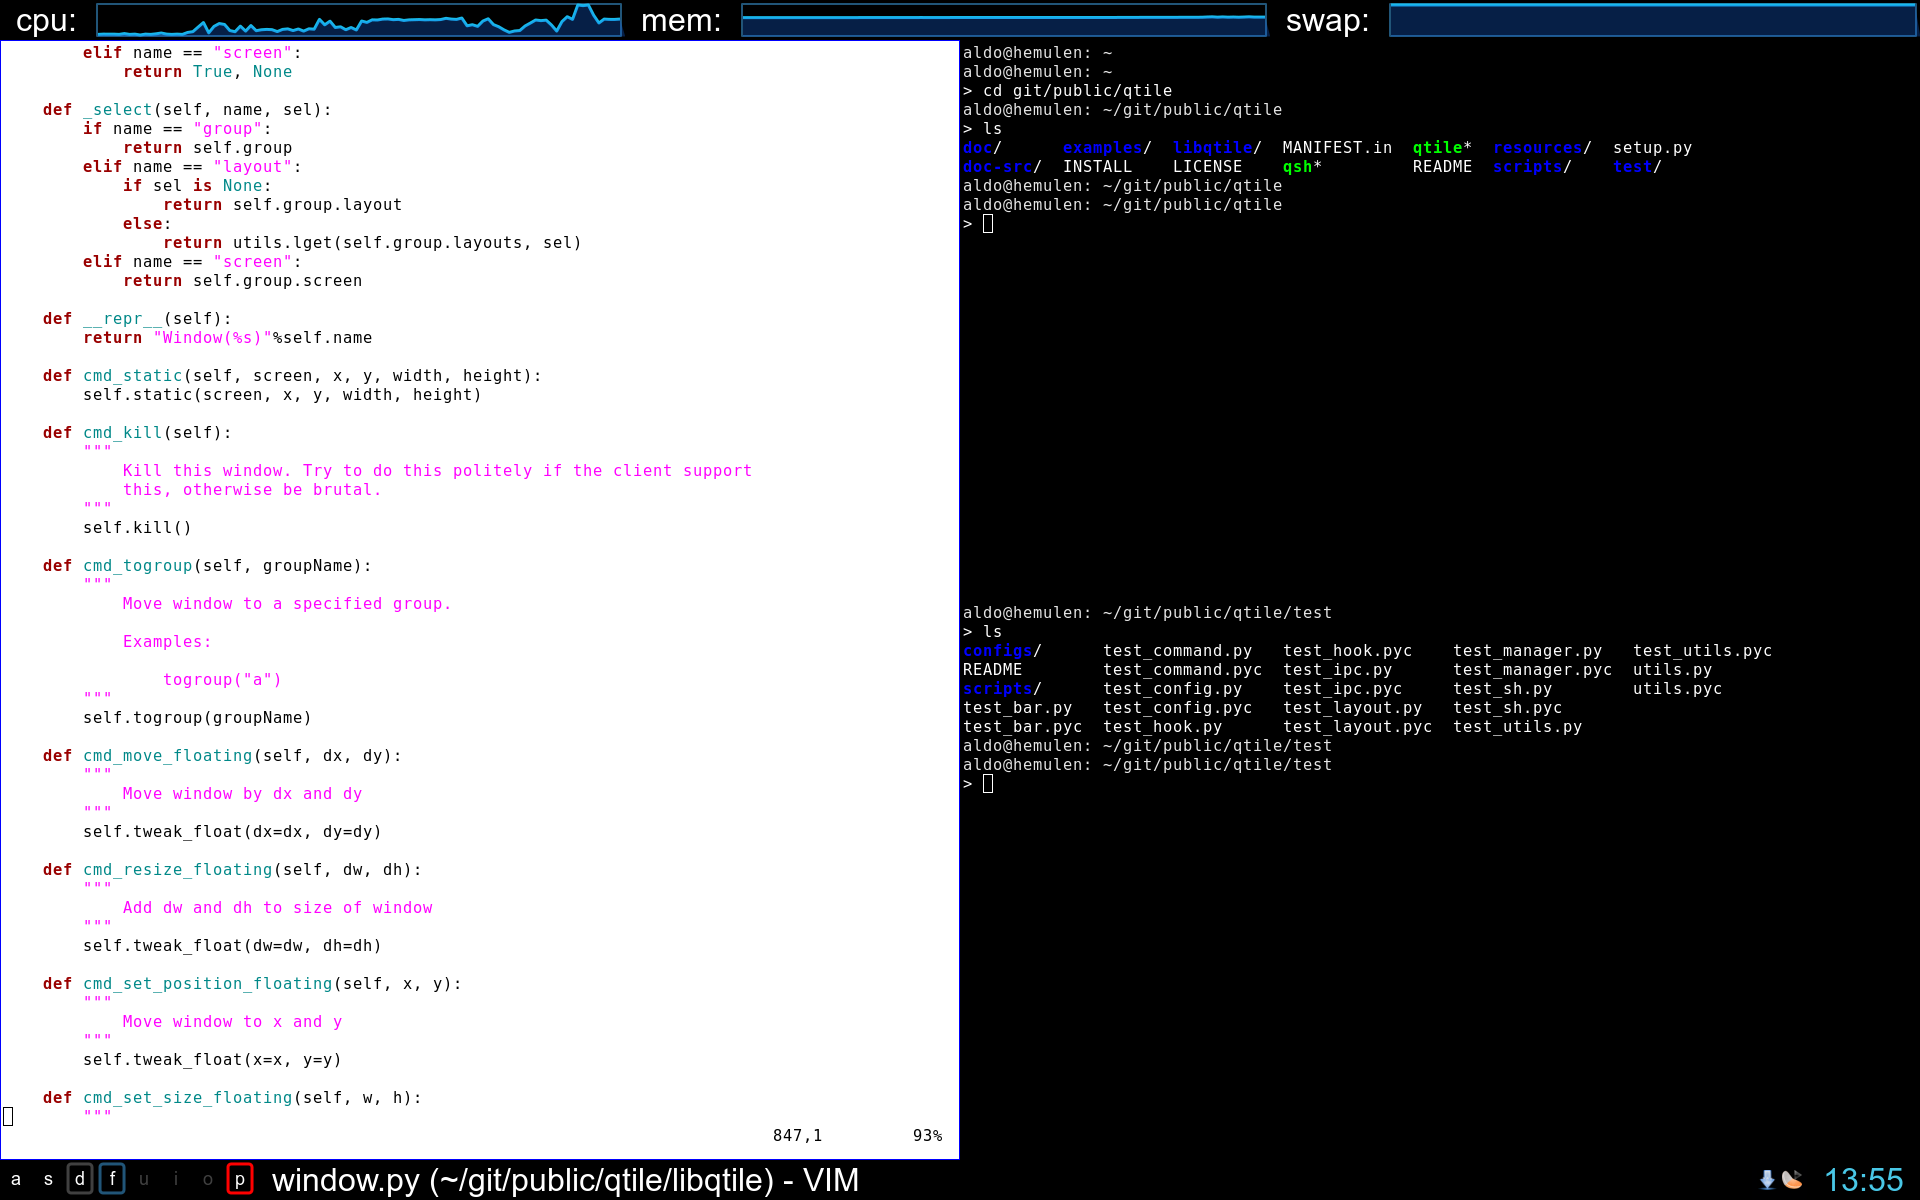 cpu: mem: swap:
elif name == "screen":
return True, None
def _select(self, name, sel):
if name == "group":
return self.group
elif name == "layout":
if sel is None:
return self.group.layout
else:
return utils.lget(self.group.layouts, sel)
elif name == "screen":
return self.group.screen
def __repr__(self):
return "Window(%s)"%self.name
def cmd_static(self, screen, x, y, width, height):
self.static(screen, x, y, width, height)
def cmd_kill(self):
"""
Kill this window. Try to do this politely if the client support
this, otherwise be brutal.
"""
self.kill()
def cmd_togroup(self, groupName):
"""
Move window to a specified group.
Examples:
togroup("a")
"""
self.togroup(groupName)
def cmd_move_floating(self, dx, dy):
"""
Move window by dx and dy
"""
self.tweak_float(dx=dx, dy=dy)
def cmd_resize_floating(self, dw, dh):
"""
Add dw and dh to size of window
"""
self.tweak_float(dw=dw, dh=dh)
def cmd_set_position_floating(self, x, y):
"""
Move window to x and y
"""
self.tweak_float(x=x, y=y)
def cmd_set_size_floating(self, w, h):
"""
847,1 93%
aldo@hemulen: ~
aldo@hemulen: ~
> cd git/public/qtile
aldo@hemulen: ~/git/public/qtile
> ls
doc/ examples/ libqtile/ MANIFEST.in qtile* resources/ setup.py
doc-src/ INSTALL LICENSE qsh* README scripts/ test/
aldo@hemulen: ~/git/public/qtile
aldo@hemulen: ~/git/public/qtile
>
aldo@hemulen: ~/git/public/qtile/test
> ls
configs/ test_command.py test_hook.pyc test_manager.py test_utils.pyc
README test_command.pyc test_ipc.py test_manager.pyc utils.py
scripts/ test_config.py test_ipc.pyc test_sh.py utils.pyc
test_bar.py test_config.pyc test_layout.py test_sh.pyc
test_bar.pyc test_hook.py test_layout.pyc test_utils.py
aldo@hemulen: ~/git/public/qtile/test
aldo@hemulen: ~/git/public/qtile/test
>
a s d f u i o p window.py (~/git/public/qtile/libqtile) - VIM 13:55